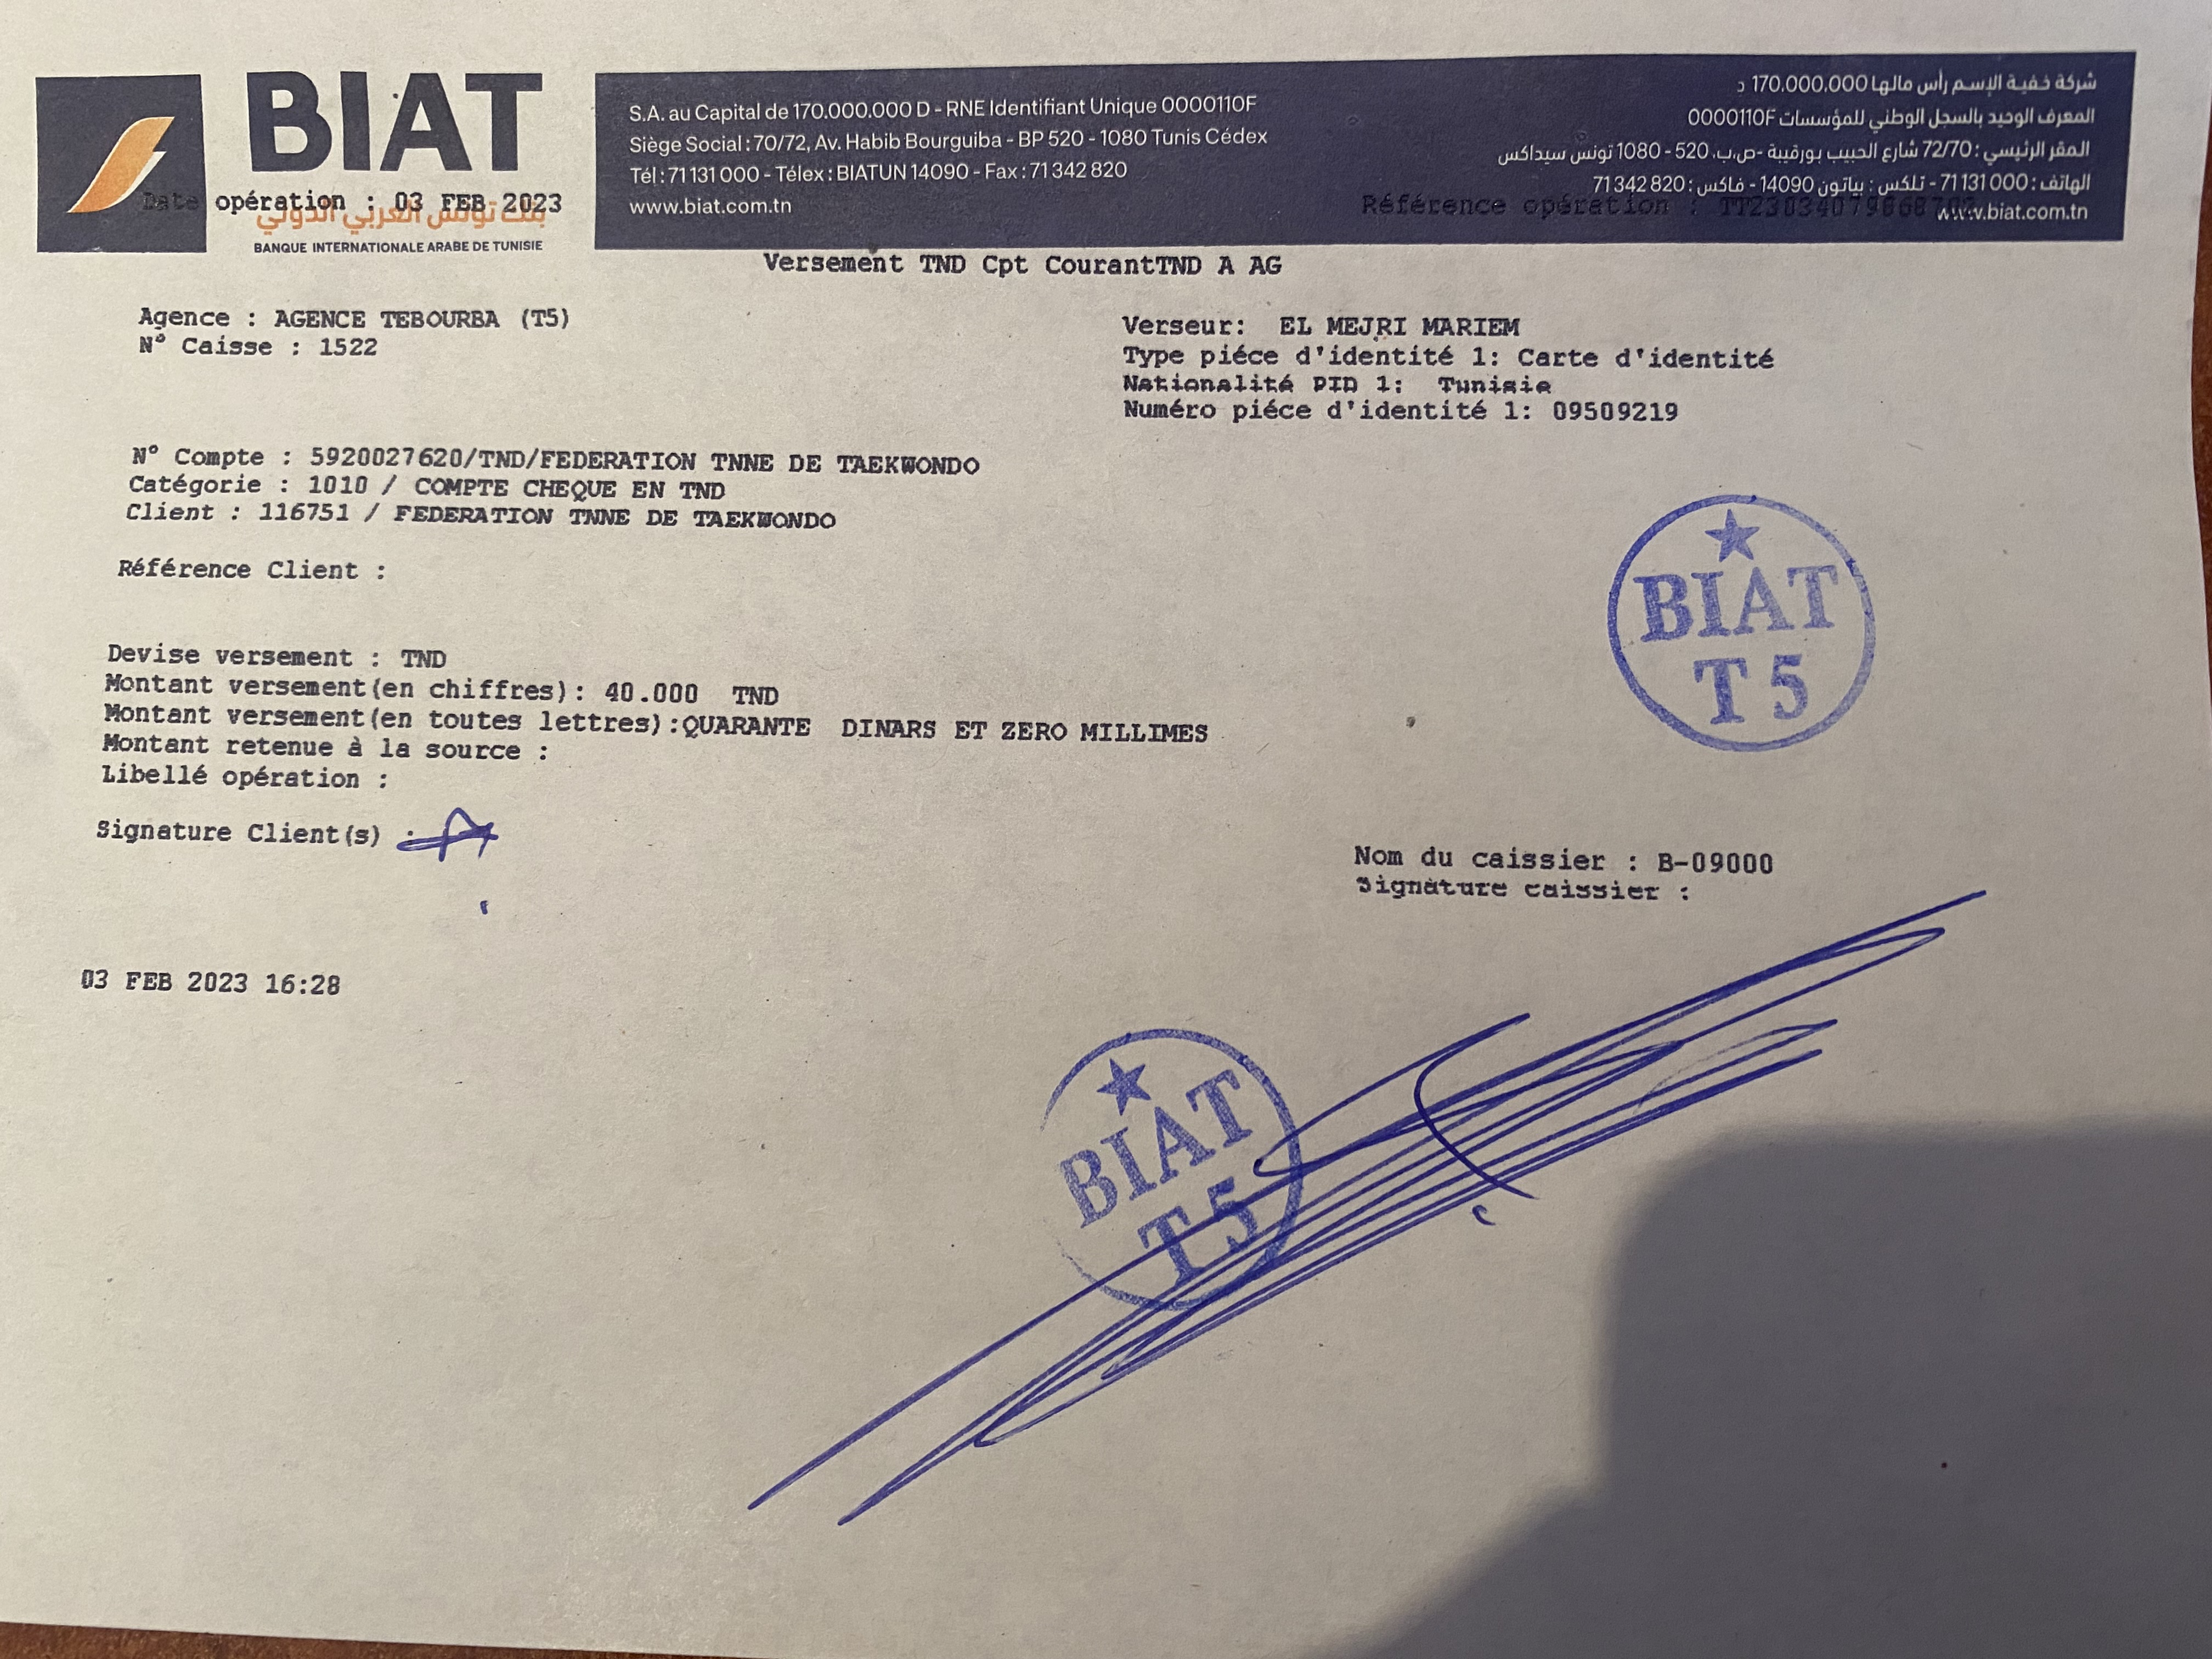 BIAT
بنك تونس العربي الدولي
BANQUE INTERNATIONALE ARABE DE TUNISIE
S.A. au Capital de 170.000.000 D - RNE Identifiant Unique 0000110F
Siège Social : 70/72, Av. Habib Bourguiba - BP 520 - 1080 Tunis Cédex
Tél : 71 131 000 - Télex : BIATUN 14090 - Fax : 71 342 820
www.biat.com.tn
شركة خفية الإسم رأس مالها 170.000.000 د
المعرف الوحيد بالسجل الوطني للمؤسسات 0000110F
المقر الرئيسي : 72/70 شارع الحبيب بورقيبة -ص.ب. 520 - 1080 تونس سيداكس
الهاتف : 71 131 000 - تلكس : بياتون 14090 - فاكس : 71 342 820
www.biat.com.tn
Date opération : 03 FEB 2023
Référence opération :
Versement TND Cpt CourantTND A AG
Agence : AGENCE TEBOURBA (T5)
N° Caisse : 1522
Verseur: EL MEJRI MARIEM
Type piéce d'identité 1: Carte d'identité
Nationalité PID 1: Tunisie
Numéro piéce d'identité 1: 09509219
N° Compte : 5920027620/TND/FEDERATION TNNE DE TAEKWONDO
Catégorie : 1010 / COMPTE CHEQUE EN TND
Client : 116751 / FEDERATION TNNE DE TAEKWONDO
Référence Client :
BIAT
T 5
Devise versement : TND
Montant versement(en chiffres): 40.000 TND
Montant versement(en toutes lettres):QUARANTE DINARS ET ZERO MILLIMES
Montant retenue à la source :
Libellé opération :
Signature Client(s) :
Nom du caissier : B-09000
Signature caissier :
03 FEB 2023 16:28
BIAT
T 5